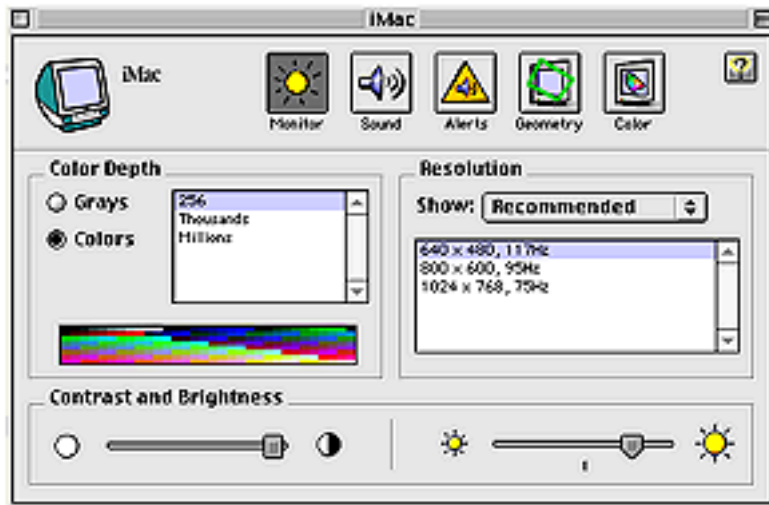 iMac
iMac
Monitor
Sound
Alerts
Geometry
Color
Color Depth
Grays
Colors
256
Thousands
Millions
Resolution
Show: Recommended
640 x 480, 117Hz
800 x 600, 95Hz
1024 x 768, 75Hz
Contrast and Brightness